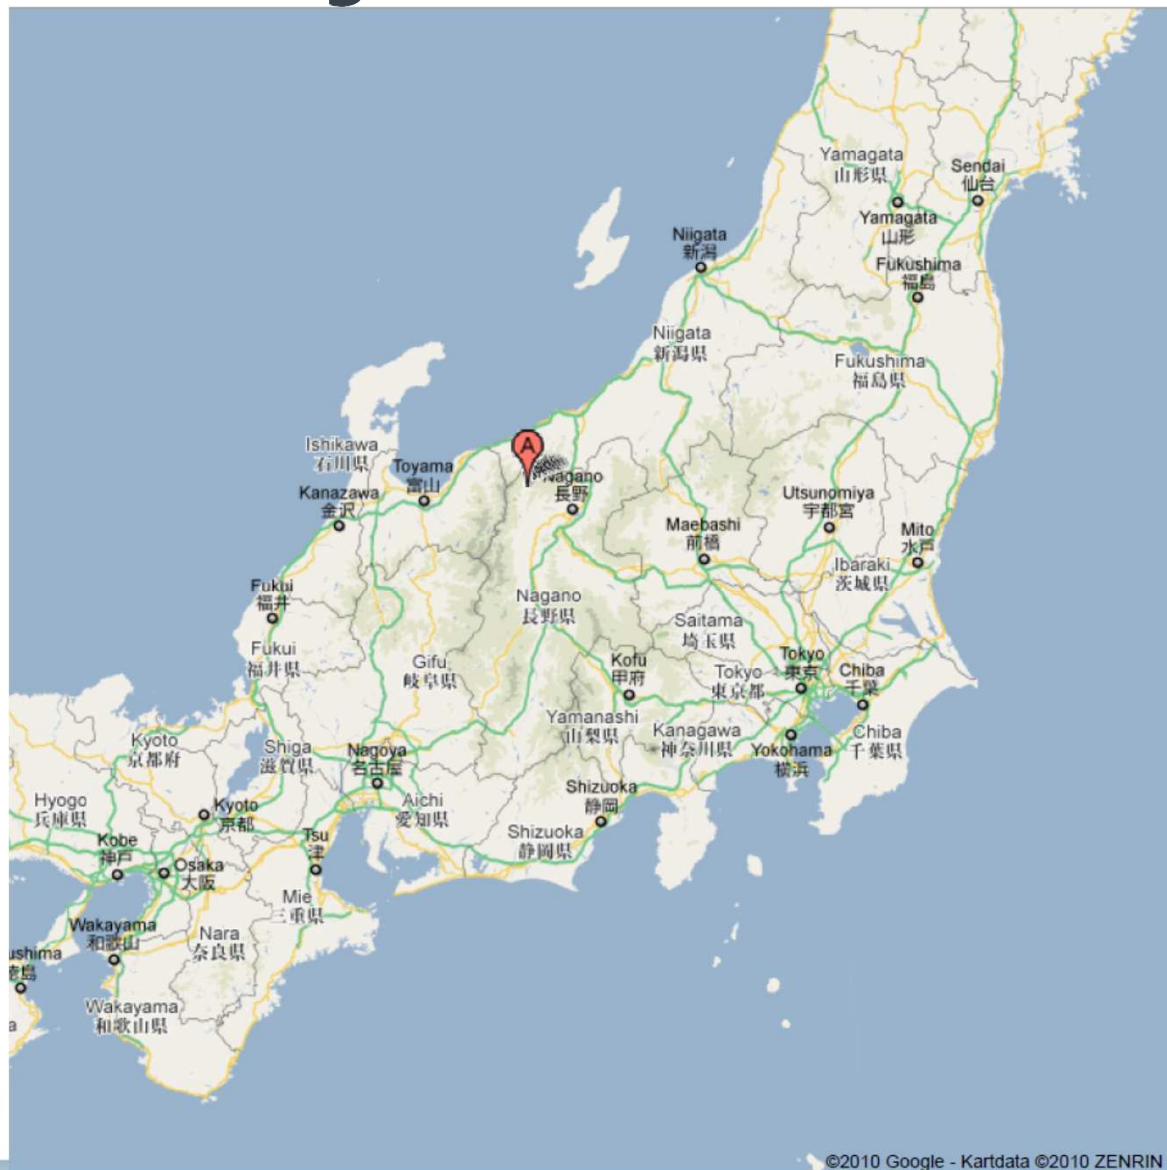 Yamagata
山形県
Sendai
仙台
Yamagata
山形
Niigata
新潟
Fukushima
福島
Niigata
新潟県
Fukushima
福島県
A
Ishikawa
石川県
Toyama
富山
Nagano
長野
Kanazawa
金沢
Utsunomiya
宇都宮
Maebashi
前橋
Mito
水戸
Ibaraki
茨城県
Fukui
福井
Nagano
長野県
Saitama
埼玉県
Fukui
福井県
Gifu
岐阜県
Kofu
甲府
Tokyo
東京都
Tokyo
東京
Chiba
千葉
Yamanashi
山梨県
Kanagawa
神奈川県
Yokohama
横浜
Chiba
千葉県
Kyoto
京都府
Shiga
滋賀県
Nagoya
名古屋
Hyogo
兵庫県
Kyoto
京都
Aichi
愛知県
Shizuoka
静岡
Shizuoka
静岡県
Kobe
神戸
Osaka
大阪
Tsu
津
Mie
三重県
Wakayama
和歌山
Nara
奈良県
ushima
島
Wakayama
和歌山県
a
©2010 Google - Kartdata ©2010 ZENRIN